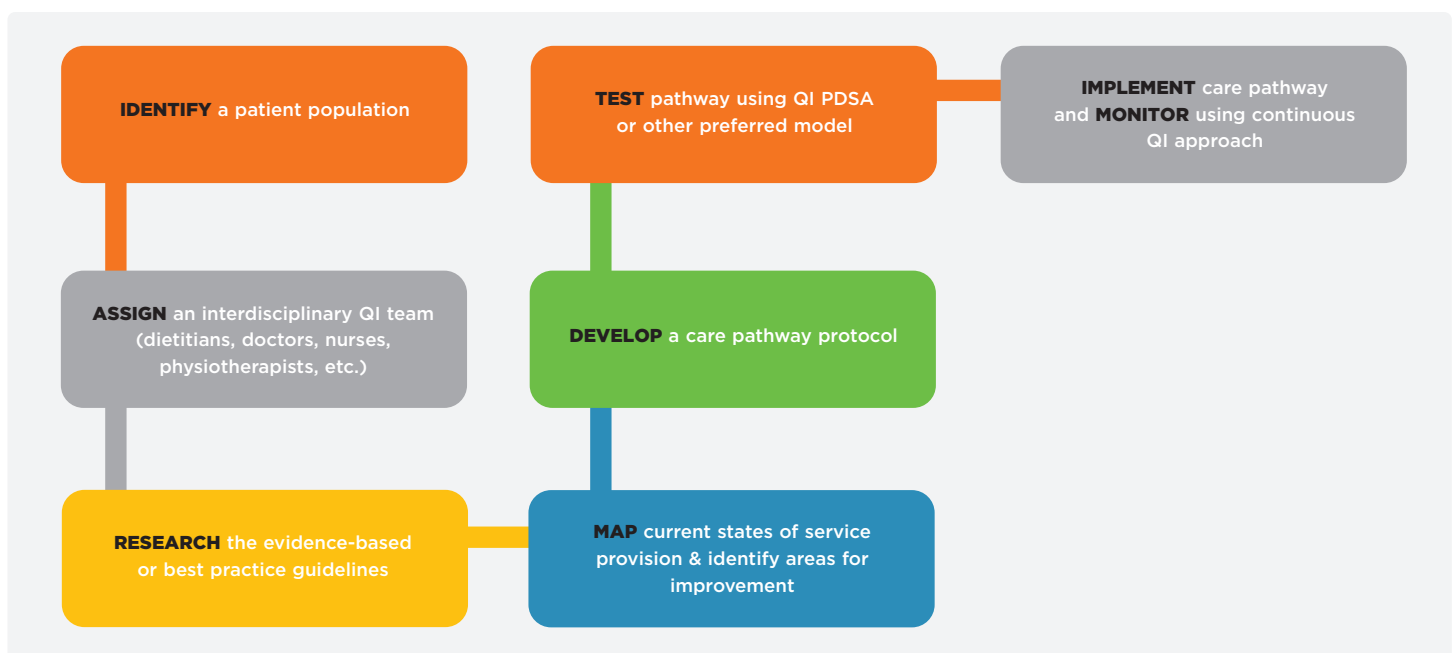 IDENTIFY a patient population
ASSIGN an interdisciplinary QI team
(dietitians, doctors, nurses,
physiotherapists, etc.)
RESEARCH the evidence-based
or best practice guidelines
MAP current states of service
provision & identify areas for
improvement
DEVELOP a care pathway protocol
TEST pathway using QI PDSA
or other preferred model
IMPLEMENT care pathway
and MONITOR using continuous
QI approach